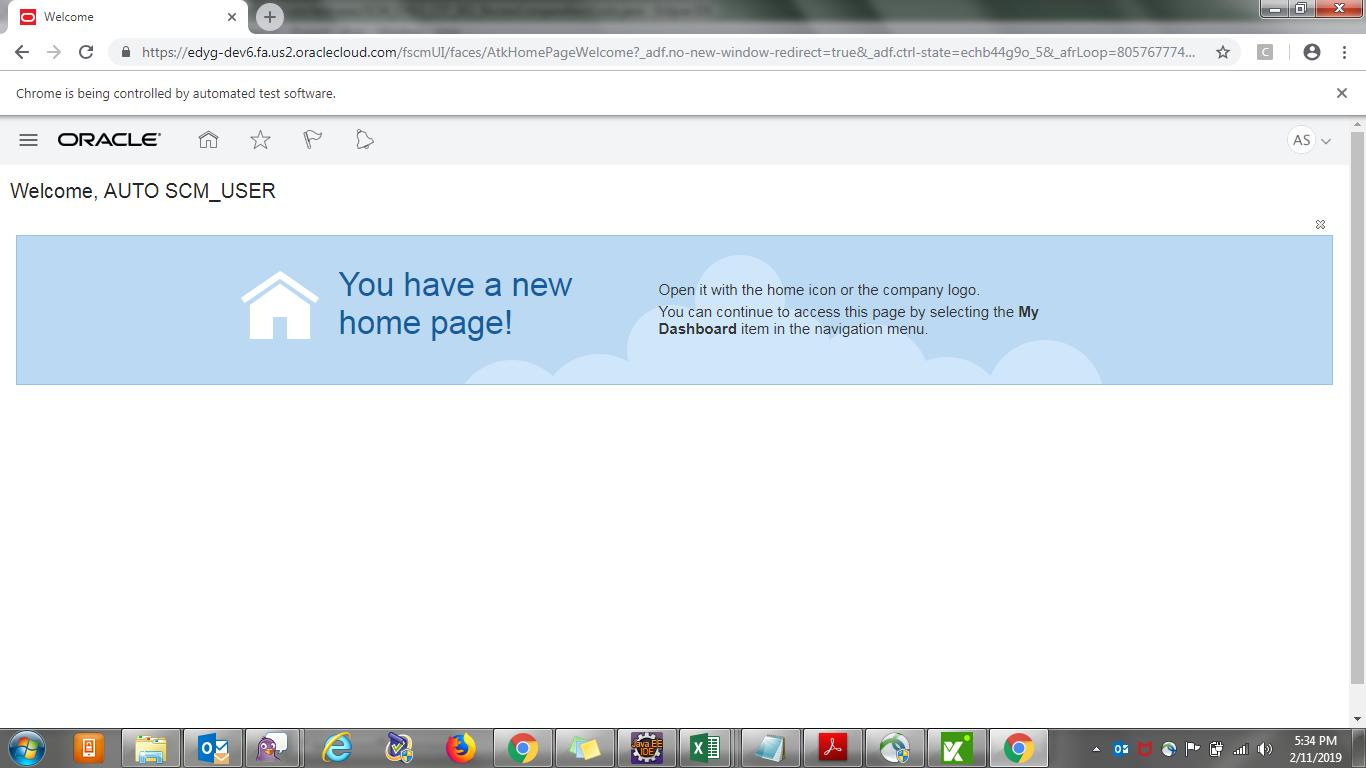 Welcome
https://edyg-dev6.fa.us2.oraclecloud.com/fscmUI/faces/AtkHomePageWelcome?_adf.no-new-window-redirect=true&_adf.ctrl-state=echb44g9o_5&_afrLoop=805767774...
C
Chrome is being controlled by automated test software.
ORACLE
AS
Welcome, AUTO SCM_USER
You have a new
home page!
Open it with the home icon or the company logo.
You can continue to access this page by selecting the My
Dashboard item in the navigation menu.
Java EE
IDE
5:34 PM
2/11/2019